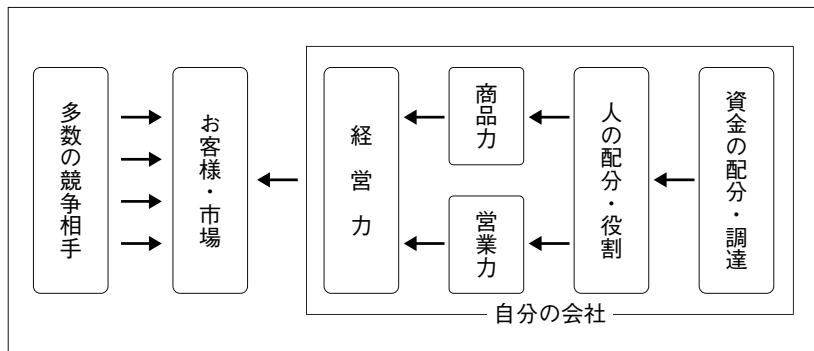 多数の競争相手
お客様・市場
経営力
商品力
営業力
人の配分・役割
資金の配分・調達
自分の会社